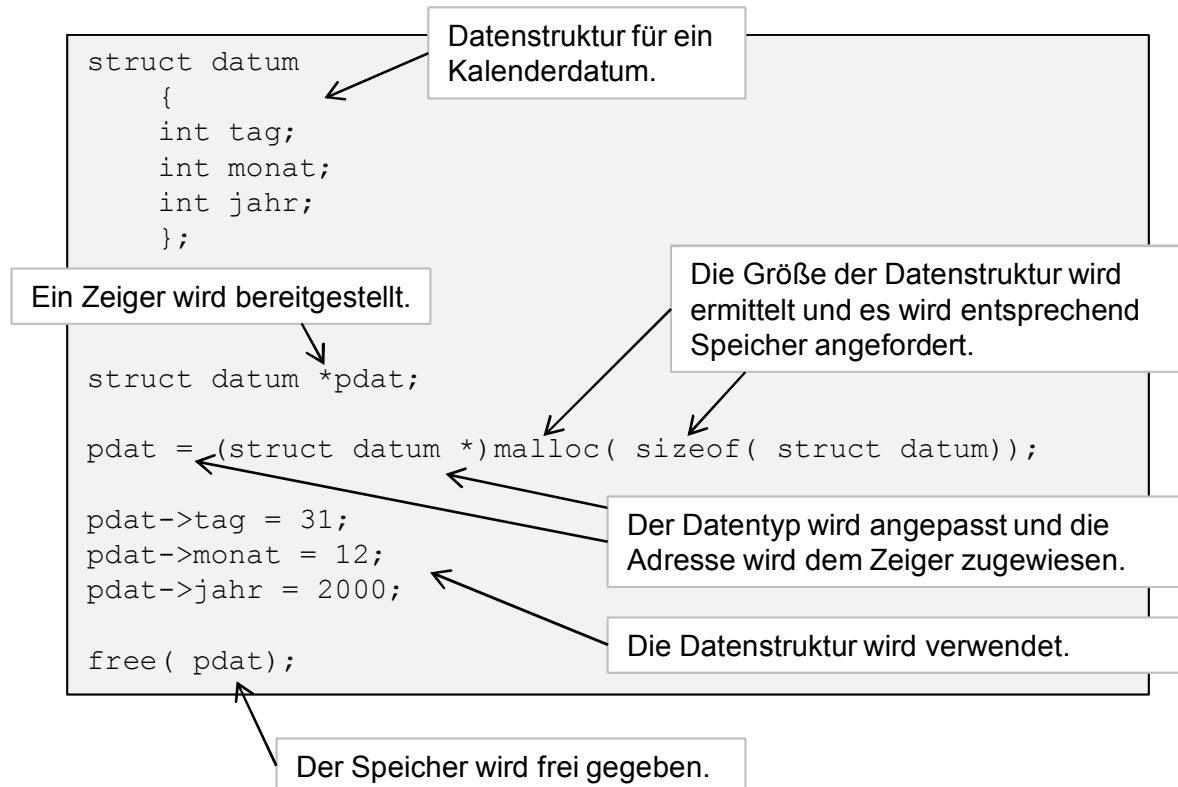 Datenstruktur für ein
Kalenderdatum.
struct datum
{
int tag;
int monat;
int jahr;
};
Ein Zeiger wird bereitgestellt.
Die Größe der Datenstruktur wird
ermittelt und es wird entsprechend
Speicher angefordert.
struct datum *pdat;
pdat = (struct datum *)malloc( sizeof( struct datum));
Der Datentyp wird angepasst und die
Adresse wird dem Zeiger zugewiesen.
pdat->tag = 31;
pdat->monat = 12;
pdat->jahr = 2000;
Die Datenstruktur wird verwendet.
free( pdat);
Der Speicher wird frei gegeben.